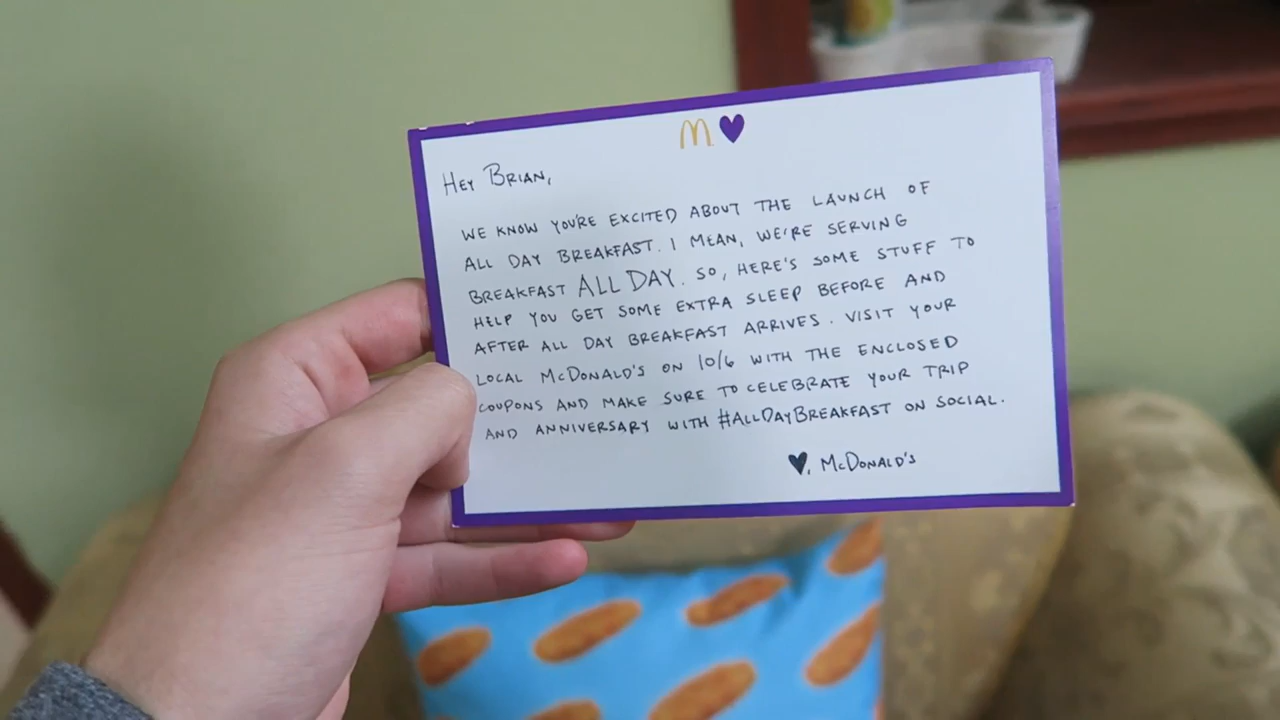 M
Hey Brian,
WE KNOW YOU'RE EXCITED ABOUT THE LAUNCH OF
ALL DAY BREAKFAST. I MEAN, WE'RE SERVING
BREAKFAST ALL DAY. SO, HERE'S SOME STUFF TO
HELP YOU GET SOME EXTRA SLEEP BEFORE AND
AFTER ALL DAY BREAKFAST ARRIVES. VISIT YOUR
LOCAL McDONALD'S ON 10/6 WITH THE ENCLOSED
COUPONS AND MAKE SURE TO CELEBRATE YOUR TRIP
AND ANNIVERSARY WITH #ALLDAYBREAKFAST ON SOCIAL.
♥, McDONALD'S